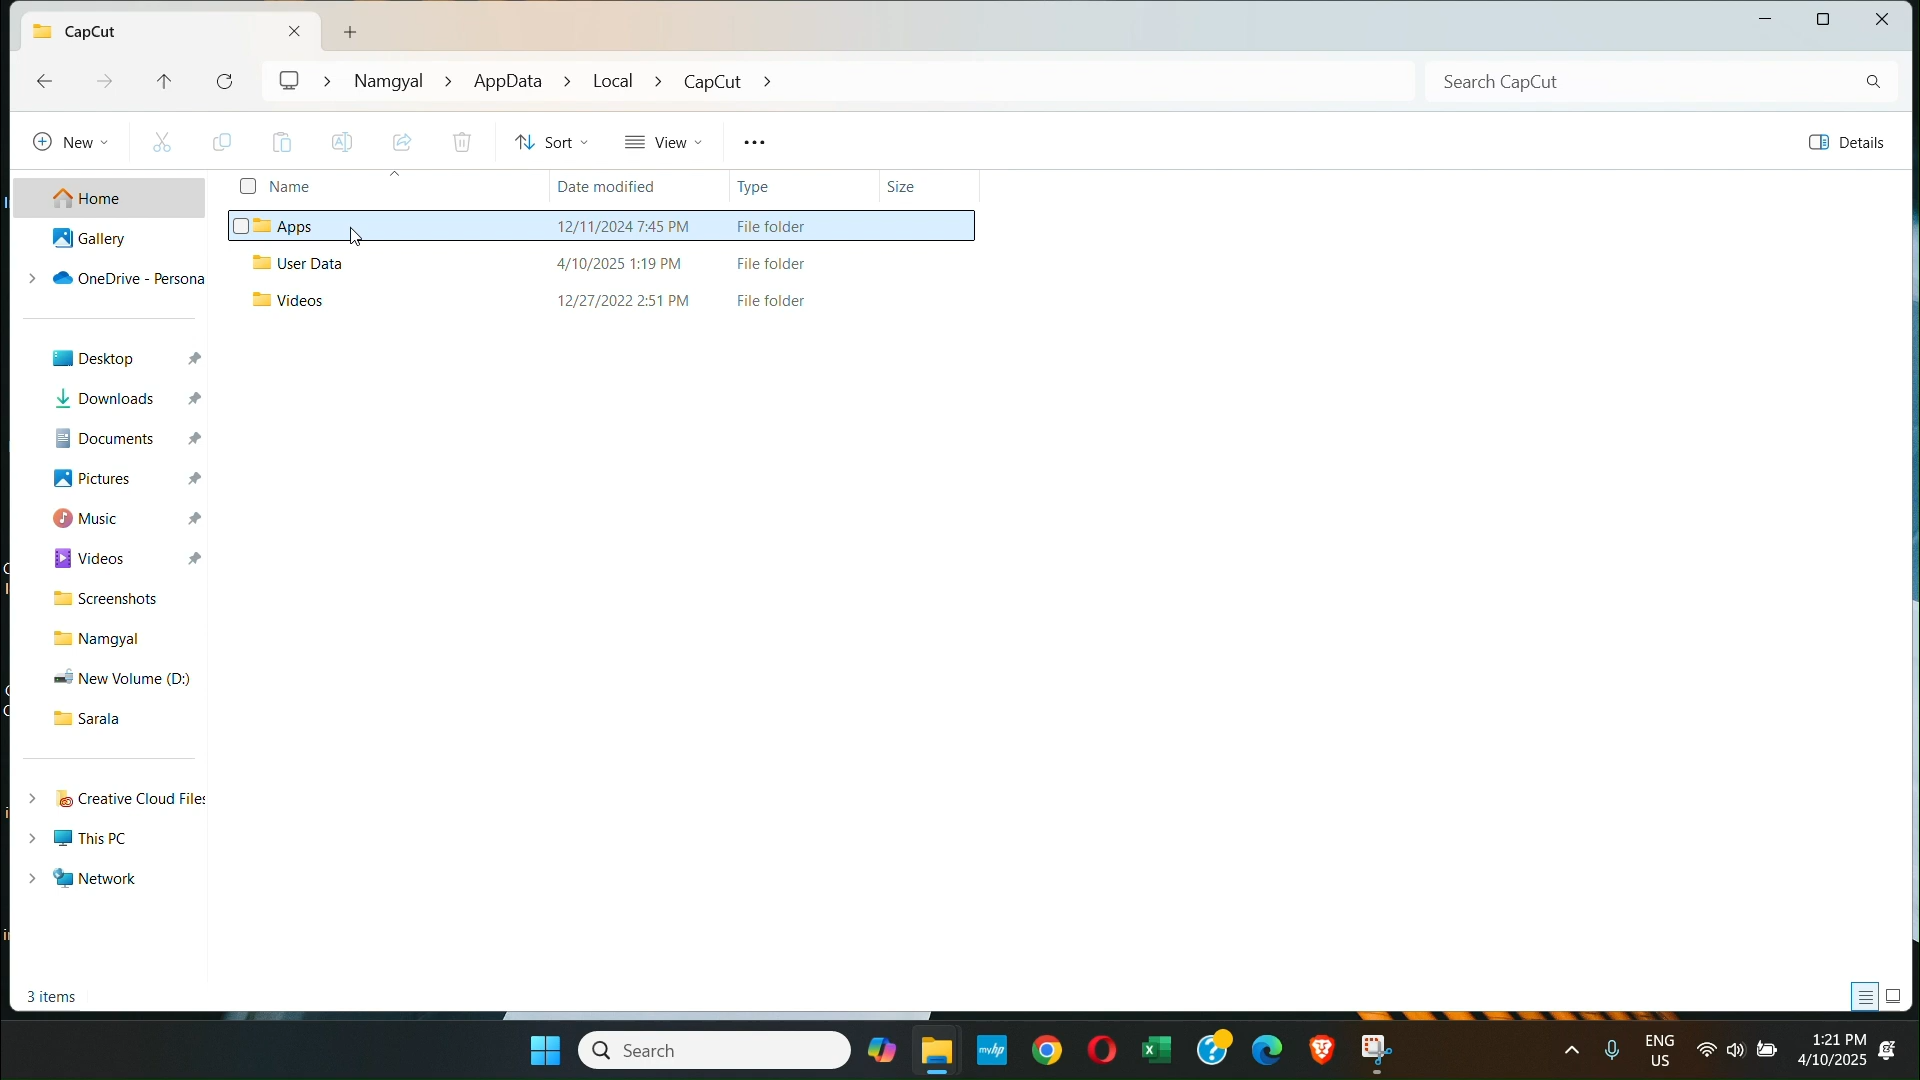 CapCut
Namgyal > AppData > Local > CapCut >
Search CapCut
New
Sort
View
Details
Name
Date modified
Type
Size
Apps 12/11/2024 7:45 PM File folder
User Data 4/10/2025 1:19 PM File folder
Videos 12/27/2022 2:51 PM File folder
Home
Gallery
OneDrive - Persona
Desktop
Downloads
Documents
Pictures
Music
Videos
Screenshots
Namgyal
New Volume (D:)
Sarala
Creative Cloud Files
This PC
Network
3 items
Search
myhp
ENG
US
1:21 PM
4/10/2025